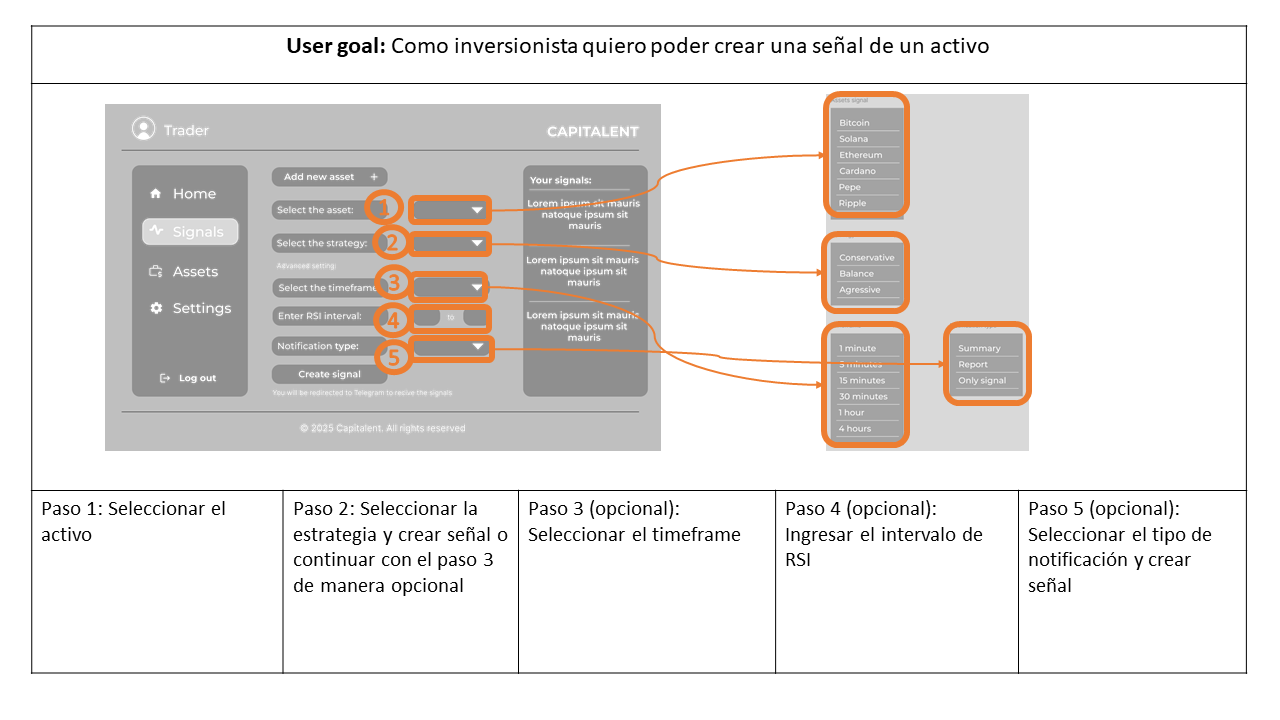 User goal: Como inversionista quiero poder crear una señal de un activo
Trader
CAPITALENT
Home
Signals
Assets
Settings
Log out
Add new asset +
Select the asset:
1
Select the strategy:
2
Advanced setting:
Select the timeframe
3
Enter RSI interval:
4
to
Notification type:
5
Create signal
You will be redirected to Telegram to recive the signals
Your signals:
Lorem ipsum sit mauris
natoque ipsum sit
mauris
Lorem ipsum sit mauris
natoque ipsum sit
mauris
Lorem ipsum sit mauris
natoque ipsum sit
mauris
© 2025 Capitalent. All rights reserved
Assets signal
Bitcoin
Solana
Ethereum
Cardano
Pepe
Ripple
Conservative
Balance
Agressive
1 minute
5 minutes
15 minutes
30 minutes
1 hour
4 hours
Summary
Report
Only signal
Paso 1: Seleccionar el
activo
Paso 2: Seleccionar la
estrategia y crear señal o
continuar con el paso 3
de manera opcional
Paso 3 (opcional):
Seleccionar el timeframe
Paso 4 (opcional):
Ingresar el intervalo de
RSI
Paso 5 (opcional):
Seleccionar el tipo de
notificación y crear
señal